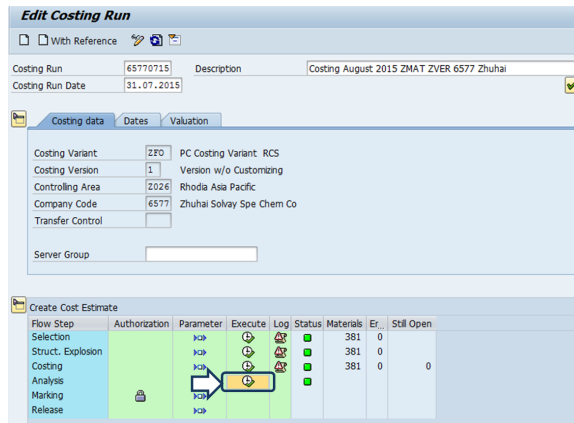 Edit Costing Run
With Reference
Costing Run 65770715 Description Costing August 2015 ZMAT ZVER 6577 Zhuhai
Costing Run Date 31.07.2015
Costing data Dates Valuation
Costing Variant ZFO PC Costing Variant RCS
Costing Version 1 Version w/o Customizing
Controlling Area Z026 Rhodia Asia Pacific
Company Code 6577 Zhuhai Solvay Spe Chem Co
Transfer Control
Server Group
Create Cost Estimate
Flow Step Authorization Parameter Execute Log Status Materials Er... Still Open
Selection 381 0
Struct. Explosion 381 0
Costing 381 0 0
Analysis
Marking
Release